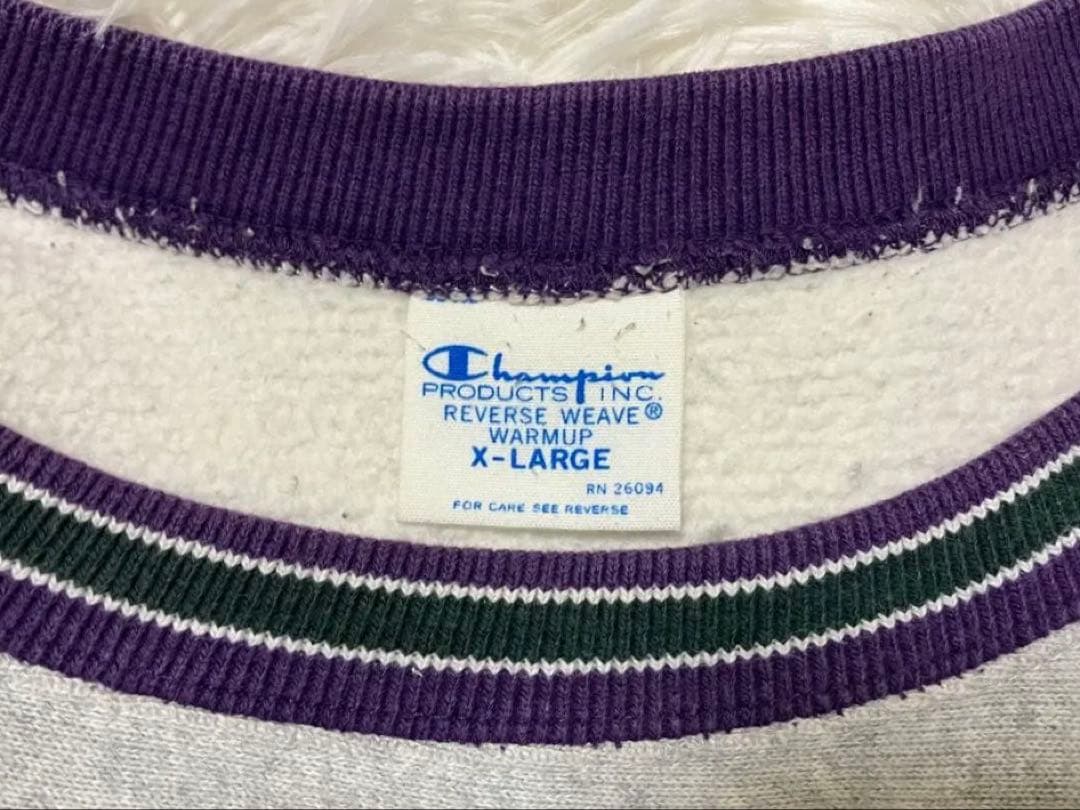 Champion
PRODUCTS INC.
REVERSE WEAVE®
WARMUP
X-LARGE
RN 26094
FOR CARE SEE REVERSE